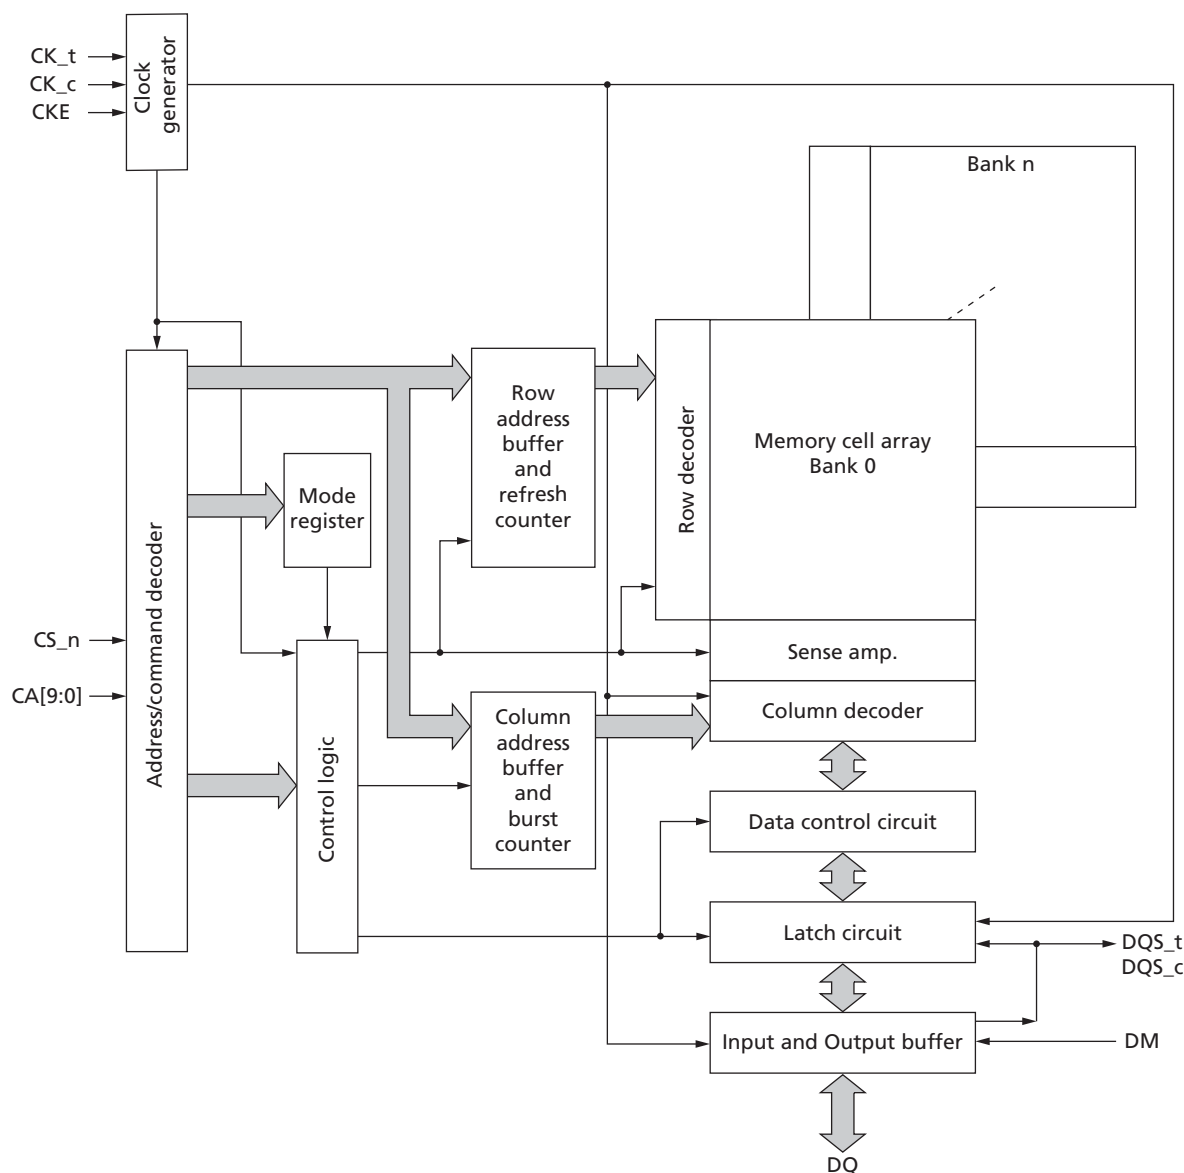 CK_t
CK_c
CKE
Clock
generator
Bank n
Row
address
buffer
and
refresh
counter
Row decoder
Memory cell array
Bank 0
Mode
register
Address/command decoder
CS_n
CA[9:0]
Control logic
Sense amp.
Column decoder
Column
address
buffer
and
burst
counter
Data control circuit
Latch circuit
DQS_t
DQS_c
Input and Output buffer
DM
DQ